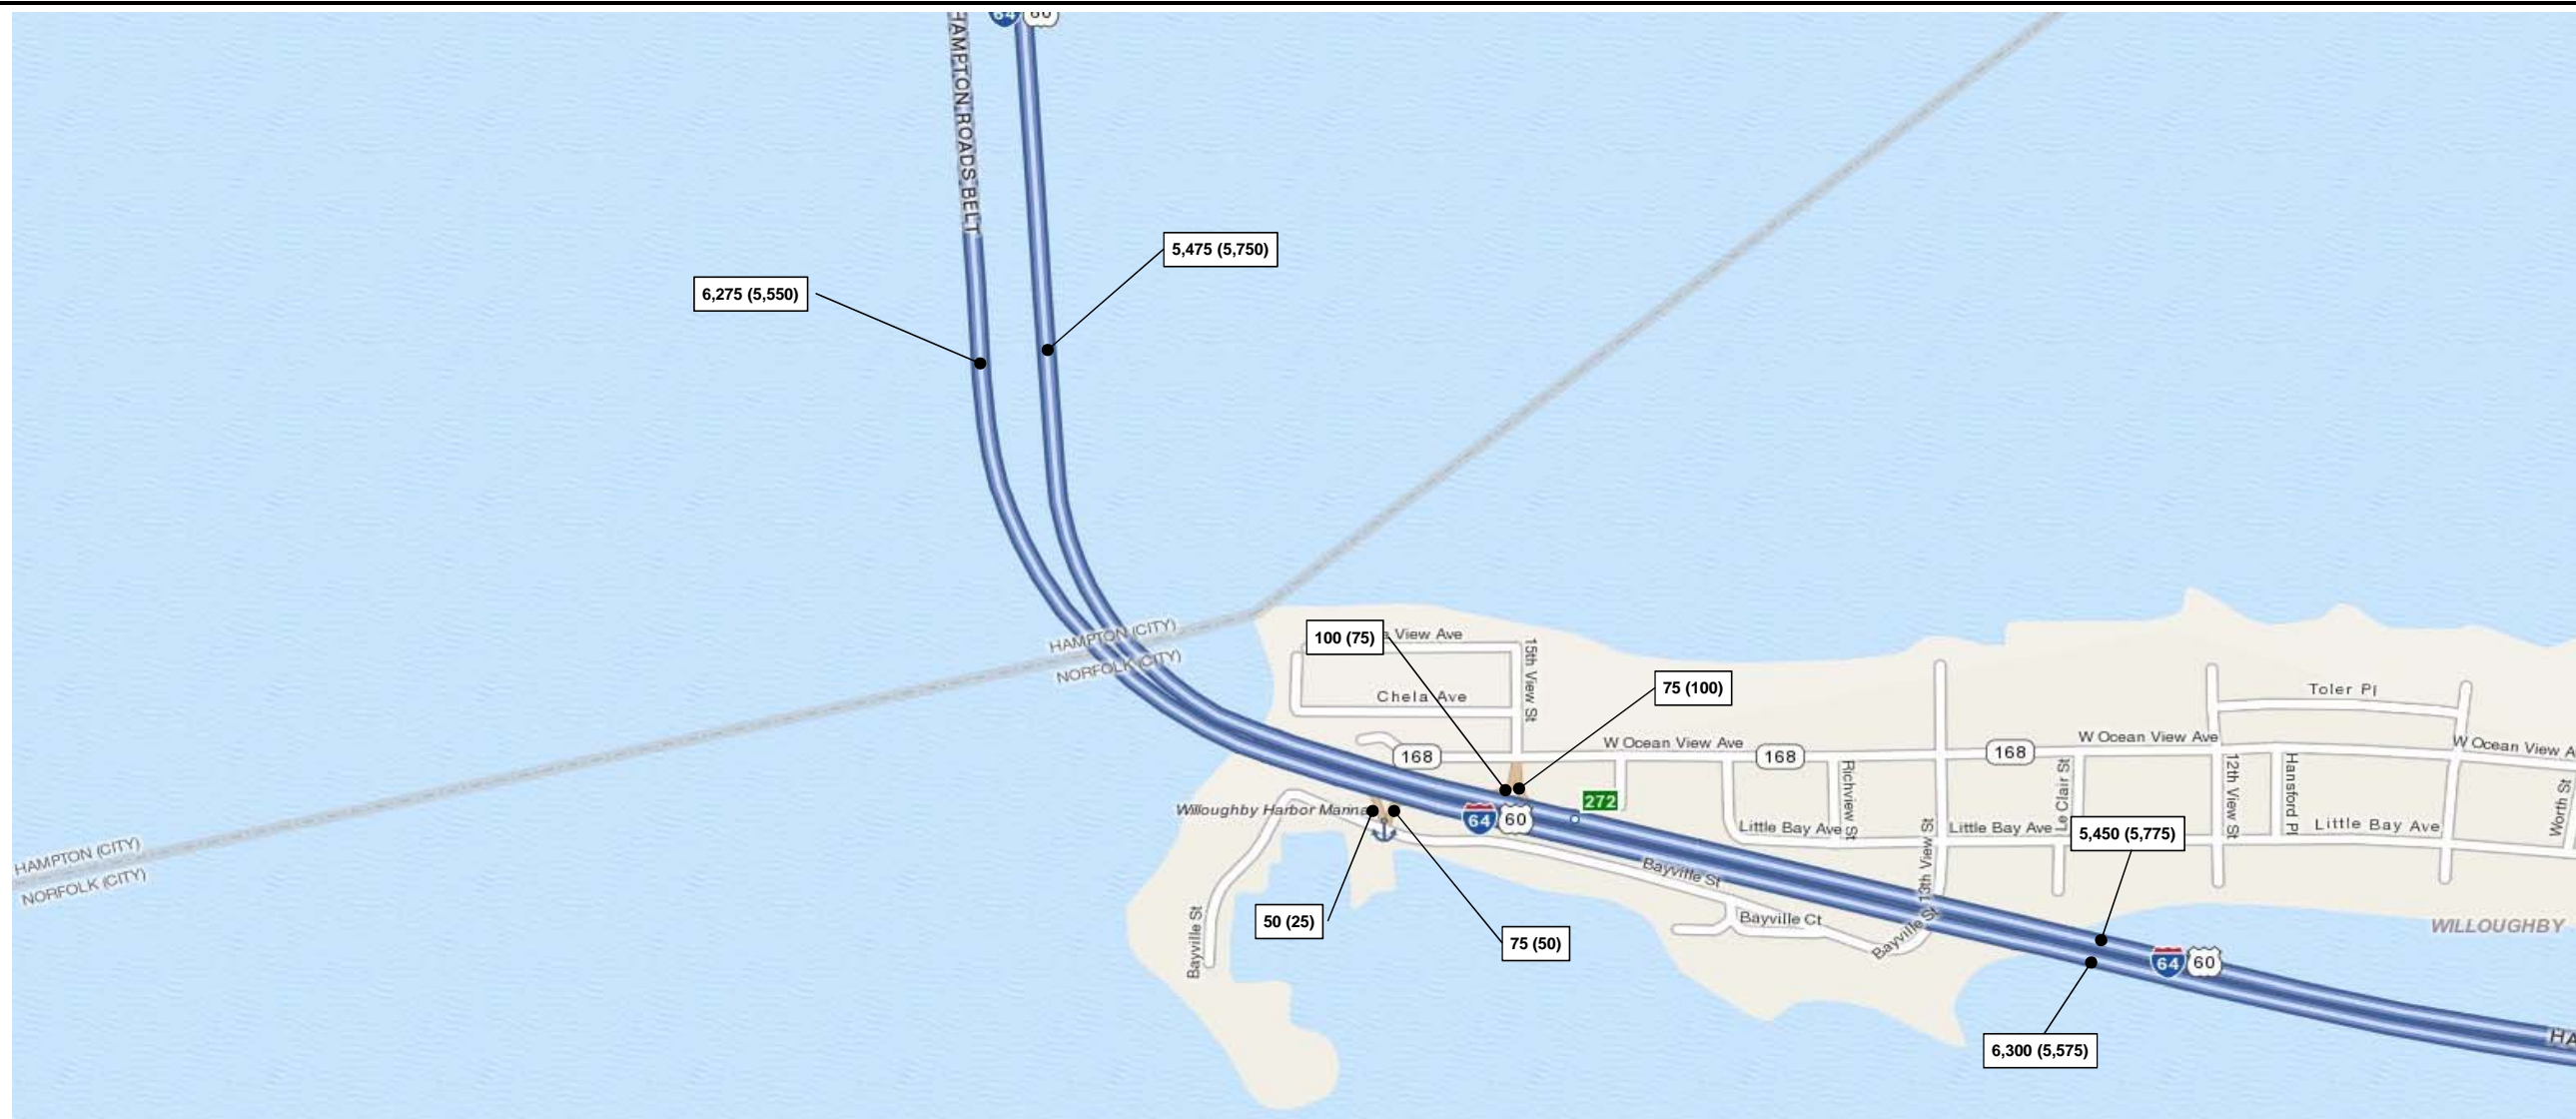 64 60
HAMPTON ROADS BELT
5,475 (5,750)
6,275 (5,550)
HAMPTON (CITY)
NORFOLK (CITY)
100 (75)
View Ave
15th View St
75 (100)
Chela Ave
Toler Pl
168
W Ocean View Ave
168
168
W Ocean View Ave
W Ocean View A
Willoughby Harbor Marina
272
64 60
Richview St
Le Clair St
12th View St
Hansford Pl
Worth St
Little Bay Ave
Little Bay Ave
Little Bay Ave
5,450 (5,775)
HAMPTON (CITY)
NORFOLK (CITY)
Bayville St
13th View St
50 (25)
75 (50)
Bayville St
Bayville Ct
Bayville St
WILLOUGHBY
64 60
6,300 (5,575)
HA